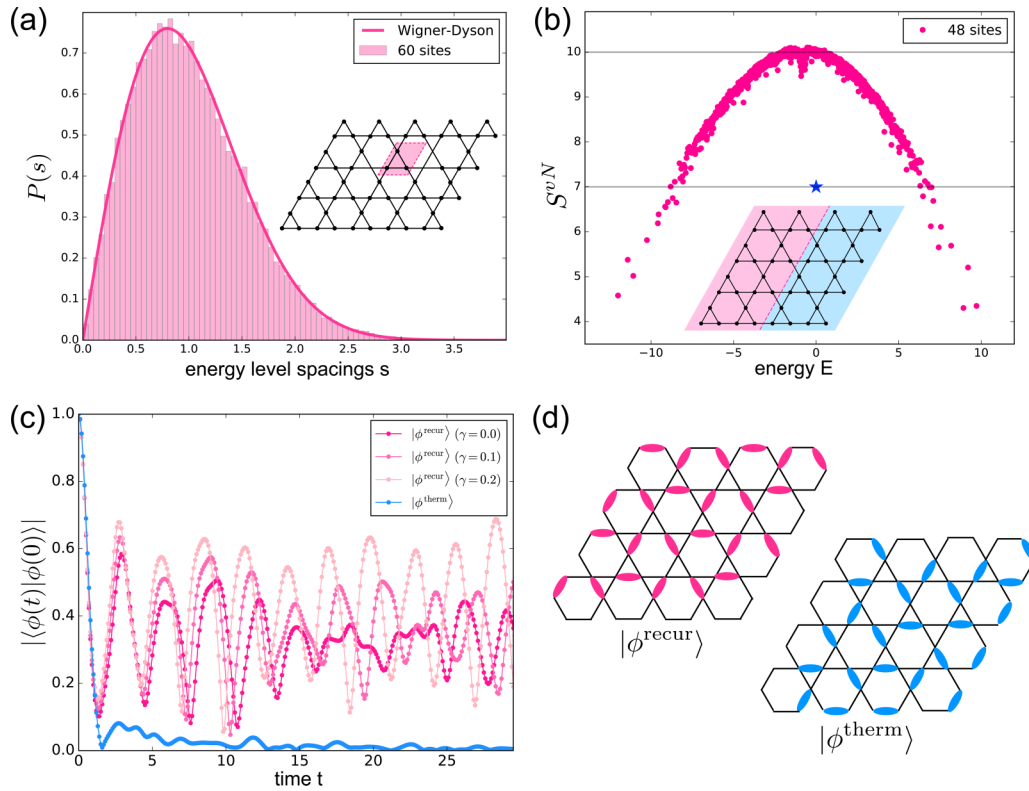 (a)
Wigner-Dyson
60 sites
P(s)
0.7
0.6
0.5
0.4
0.3
0.2
0.1
0.0
0.0 0.5 1.0 1.5 2.0 2.5 3.0 3.5
energy level spacings s
(b)
48 sites
S^{vN}
10
9
8
7
6
5
4
−10 −5 0 5 10
energy E
(c)
|ϕ^{recur}⟩ (γ=0.0)
|ϕ^{recur}⟩ (γ=0.1)
|ϕ^{recur}⟩ (γ=0.2)
|ϕ^{therm}⟩
|⟨ϕ(t)|ϕ(0)⟩|
1.0
0.8
0.6
0.4
0.2
0.0
0 5 10 15 20 25
time t
(d)
|ϕ^{recur}⟩
|ϕ^{therm}⟩